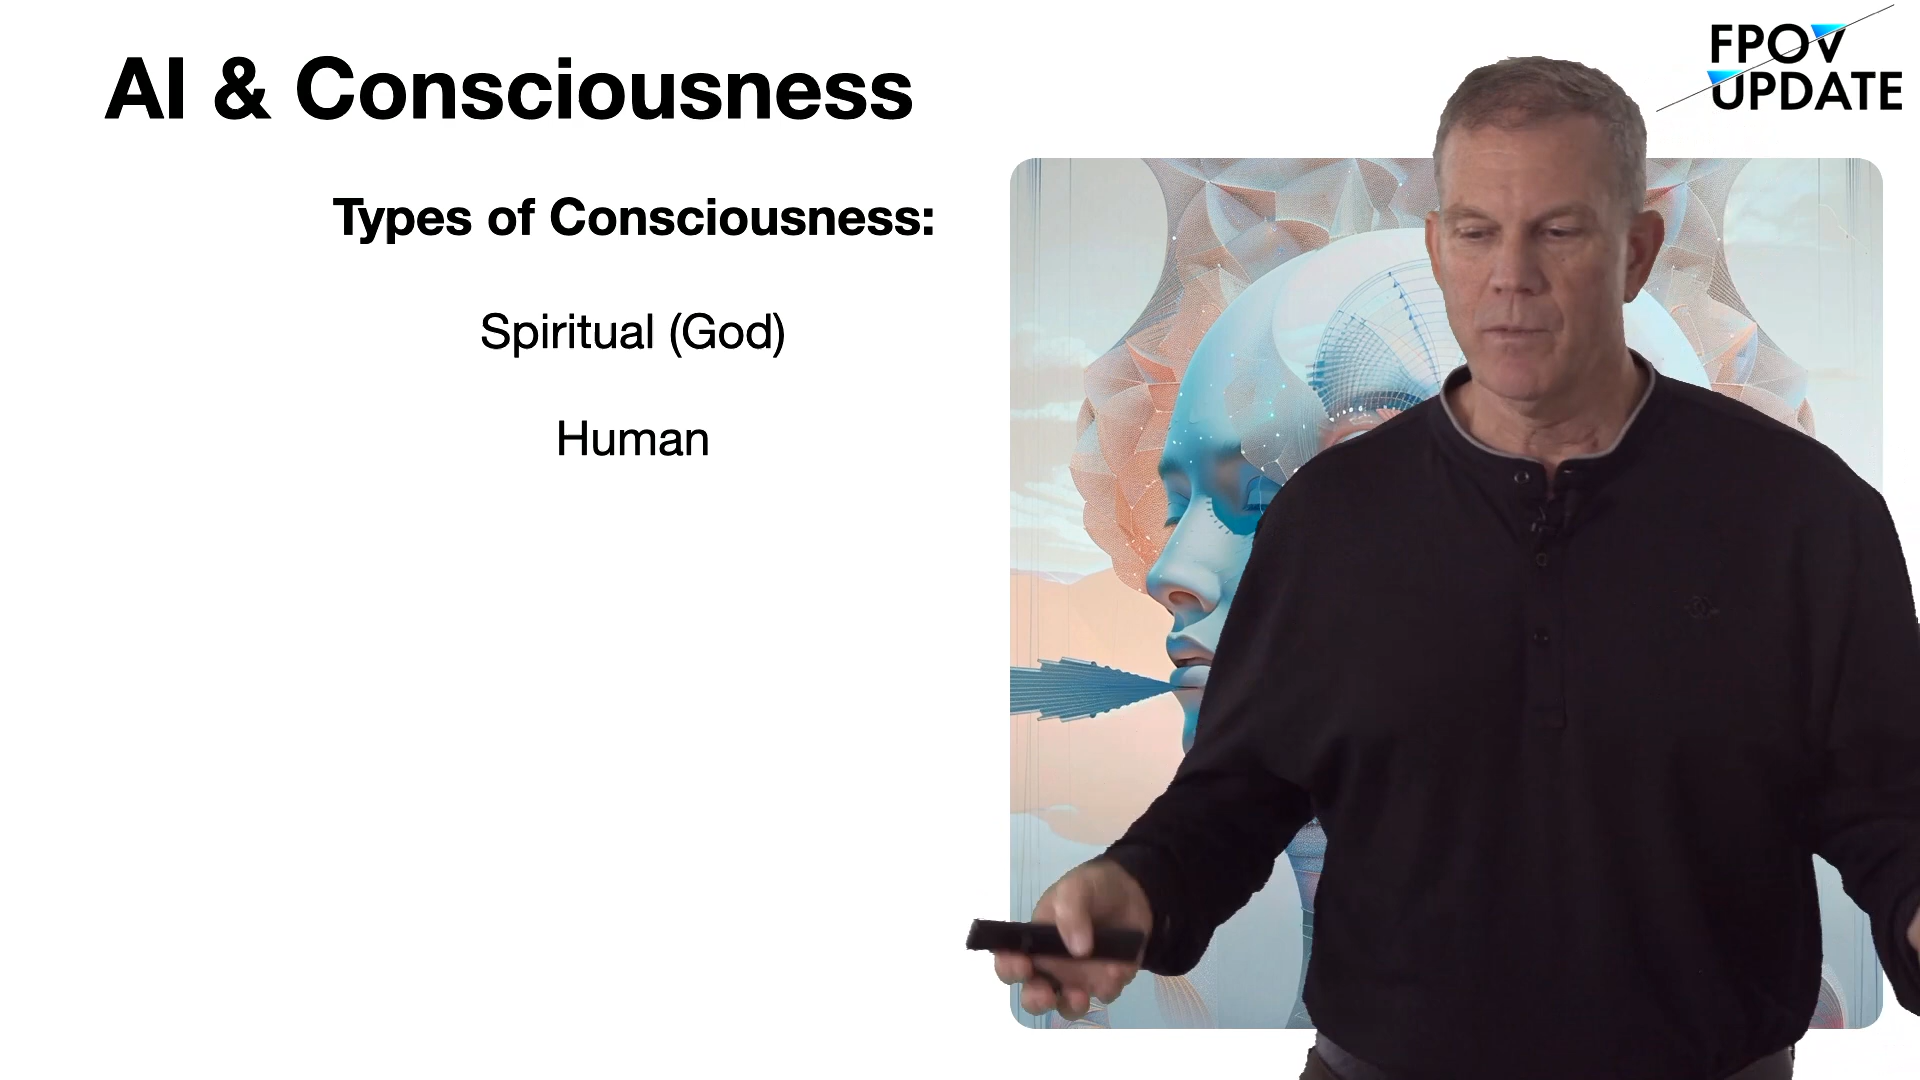 AI & Consciousness
FPOV
UPDATE
Types of Consciousness:
Spiritual (God)
Human